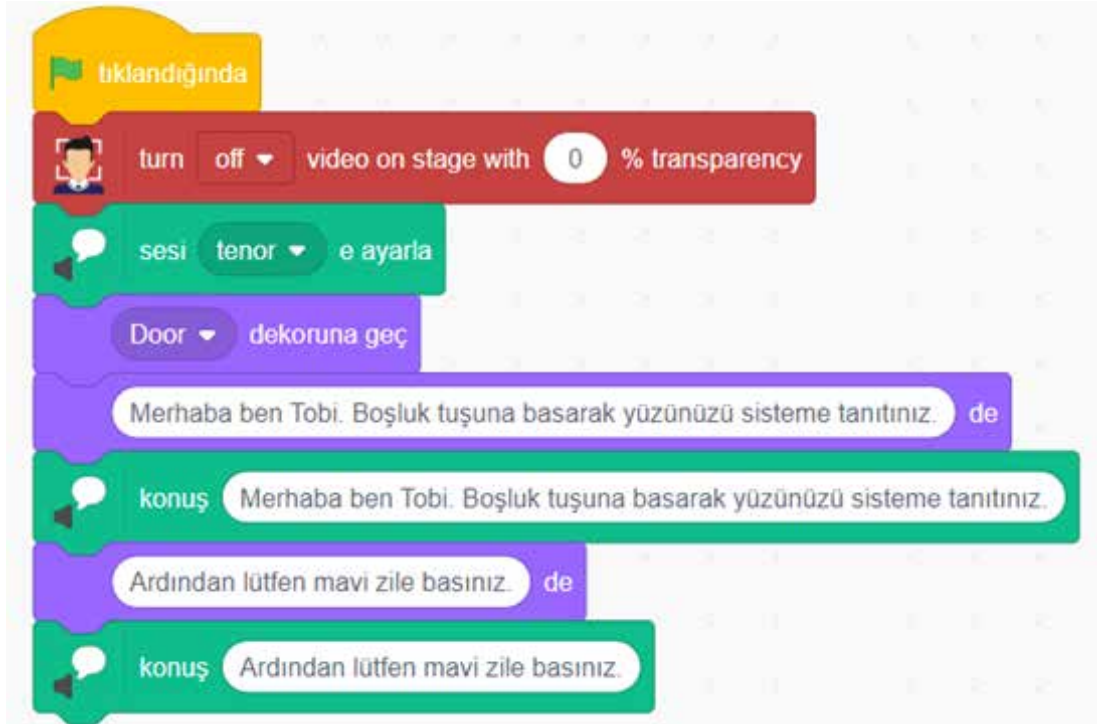 tıklandığında
turn off video on stage with 0 % transparency
sesi tenor e ayarla
Door dekoruna geç
Merhaba ben Tobi. Boşluk tuşuna basarak yüzünüzü sisteme tanıtınız. de
konuş Merhaba ben Tobi. Boşluk tuşuna basarak yüzünüzü sisteme tanıtınız.
Ardından lütfen mavi zile basınız. de
konuş Ardından lütfen mavi zile basınız.